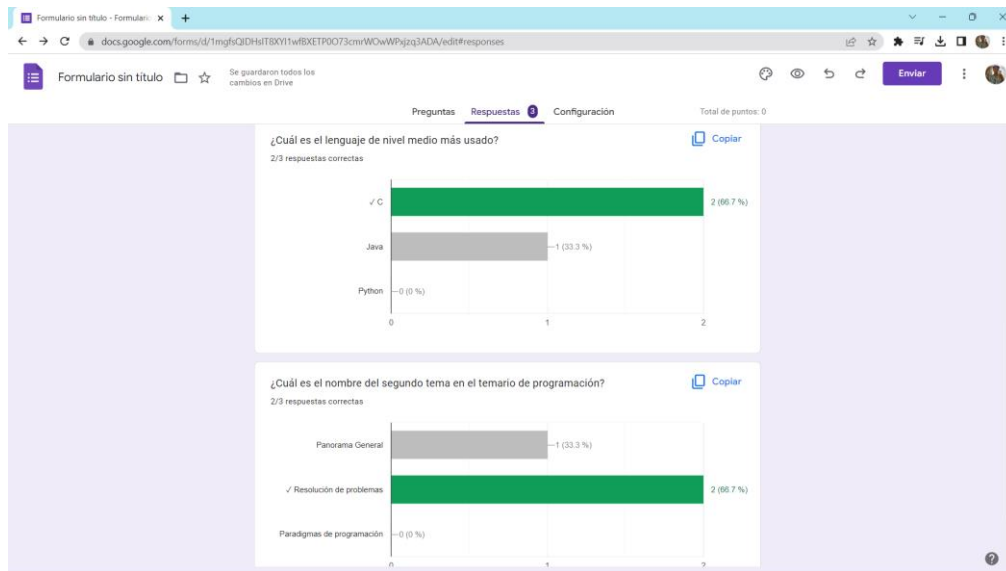 Formulario sin título - Formulario
docs.google.com/forms/d/1mgfsQIDHsIT8XYI1wfBXETP0O73cmrWOwWPxjzq3ADA/edit#responses
Formulario sin título
Se guardaron todos los
cambios en Drive
Enviar
Preguntas Respuestas 3 Configuración Total de puntos: 0
¿Cuál es el lenguaje de nivel medio más usado?
Copiar
2/3 respuestas correctas
✓ C
2 (66.7 %)
Java
1 (33.3 %)
Python
0 (0 %)
0 1 2
¿Cuál es el nombre del segundo tema en el temario de programación?
Copiar
2/3 respuestas correctas
Panorama General
1 (33.3 %)
✓ Resolución de problemas
2 (66.7 %)
Paradigmas de programación
0 (0 %)
0 1 2